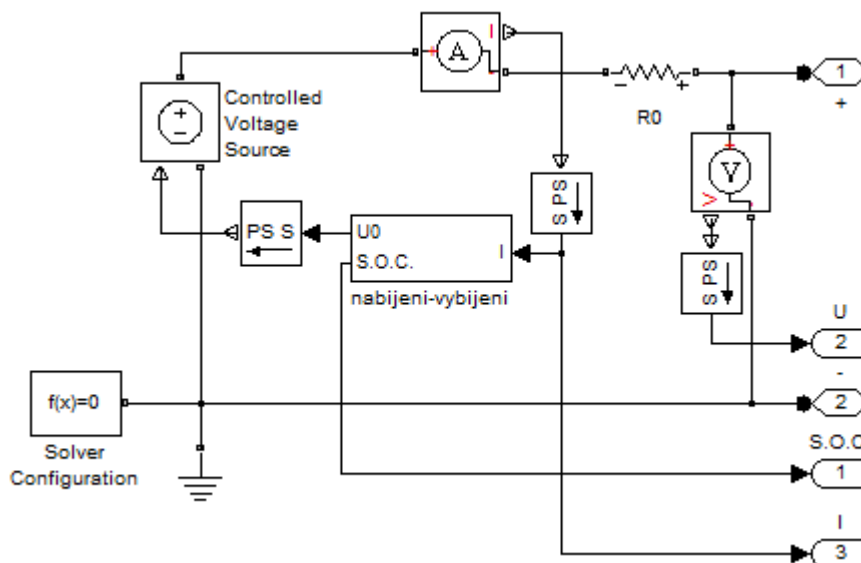 I
A
1
+
Controlled
Voltage
Source
R0
V
V
S PS
PS S
U0
S.O.C.
I
nabijeni-vybijeni
S PS
U
2
-
2
f(x)=0
Solver
Configuration
S.O.C
1
I
3